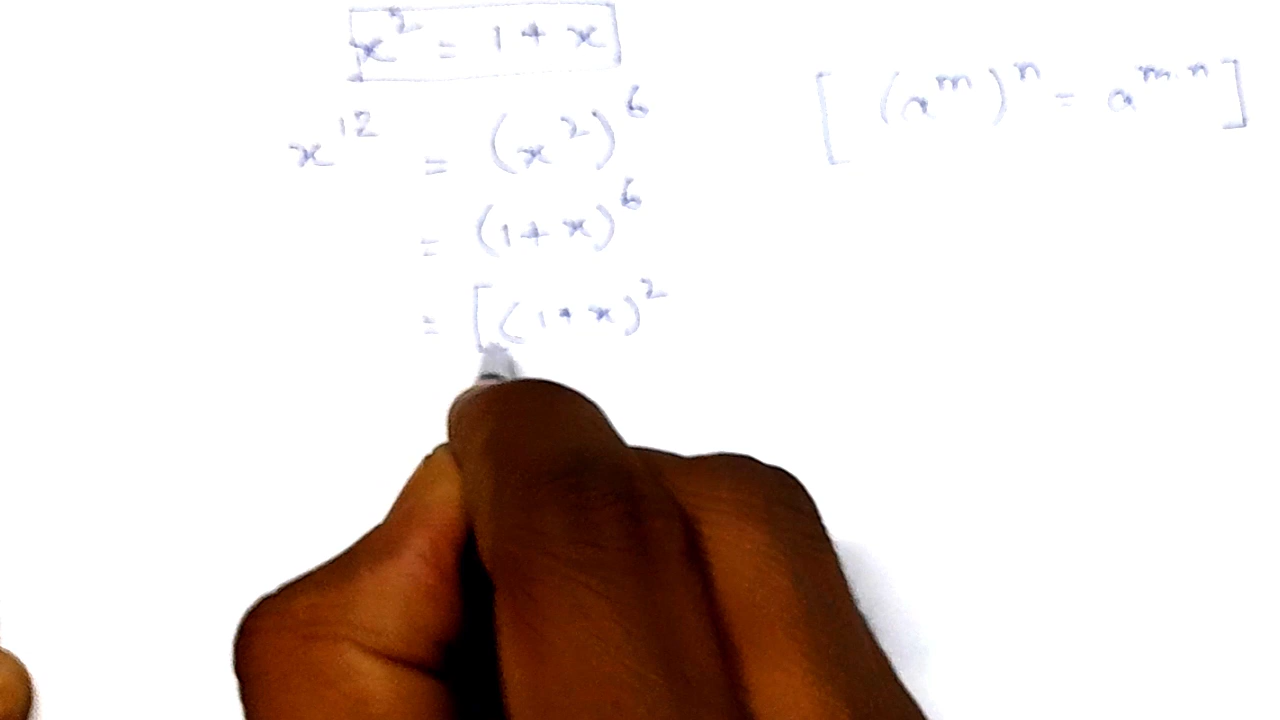 x² = 1 + x
[ (aᵐ)ⁿ = aᵐ·ⁿ ]
x¹² = (x²)⁶
= (1 + x)⁶
= [(1 + x)²